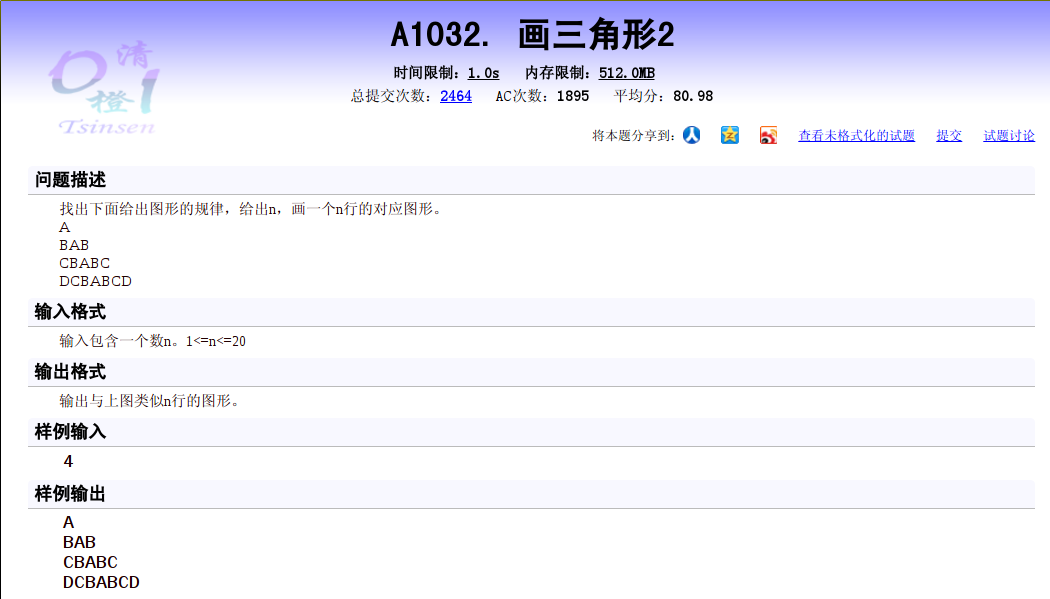 A1032. 画三角形2
时间限制：1.0s 内存限制：512.0MB
总提交次数：2464 AC次数：1895 平均分：80.98
清
橙
Tsinsen
将本题分享到： 查看未格式化的试题 提交 试题讨论
问题描述
找出下面给出图形的规律，给出n，画一个n行的对应图形。
A
BAB
CBABC
DCBABCD
输入格式
输入包含一个数n。1<=n<=20
输出格式
输出与上图类似n行的图形。
样例输入
4
样例输出
A
BAB
CBABC
DCBABCD